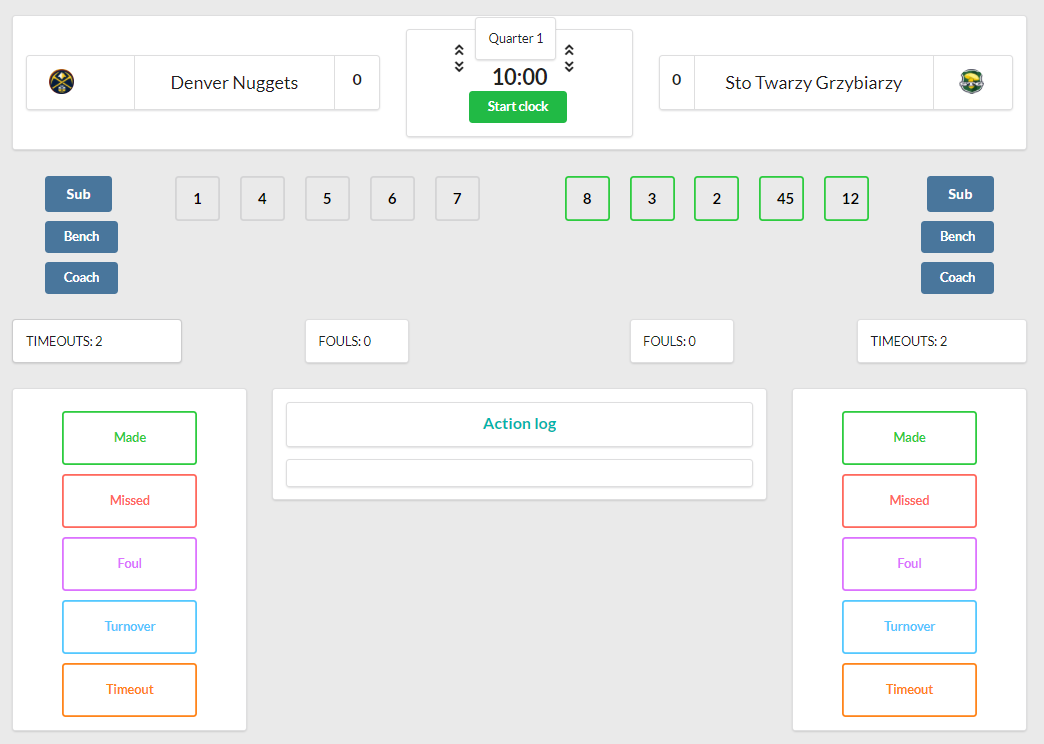 Quarter 1
Denver Nuggets 0
10:00
0 Sto Twarzy Grzybiarzy
Start clock
Sub 1 4 5 6 7 8 3 2 45 12 Sub
Bench Bench
Coach Coach
TIMEOUTS: 2 FOULS: 0 FOULS: 0 TIMEOUTS: 2
Action log
Made
Missed
Foul
Turnover
Timeout
Made
Missed
Foul
Turnover
Timeout